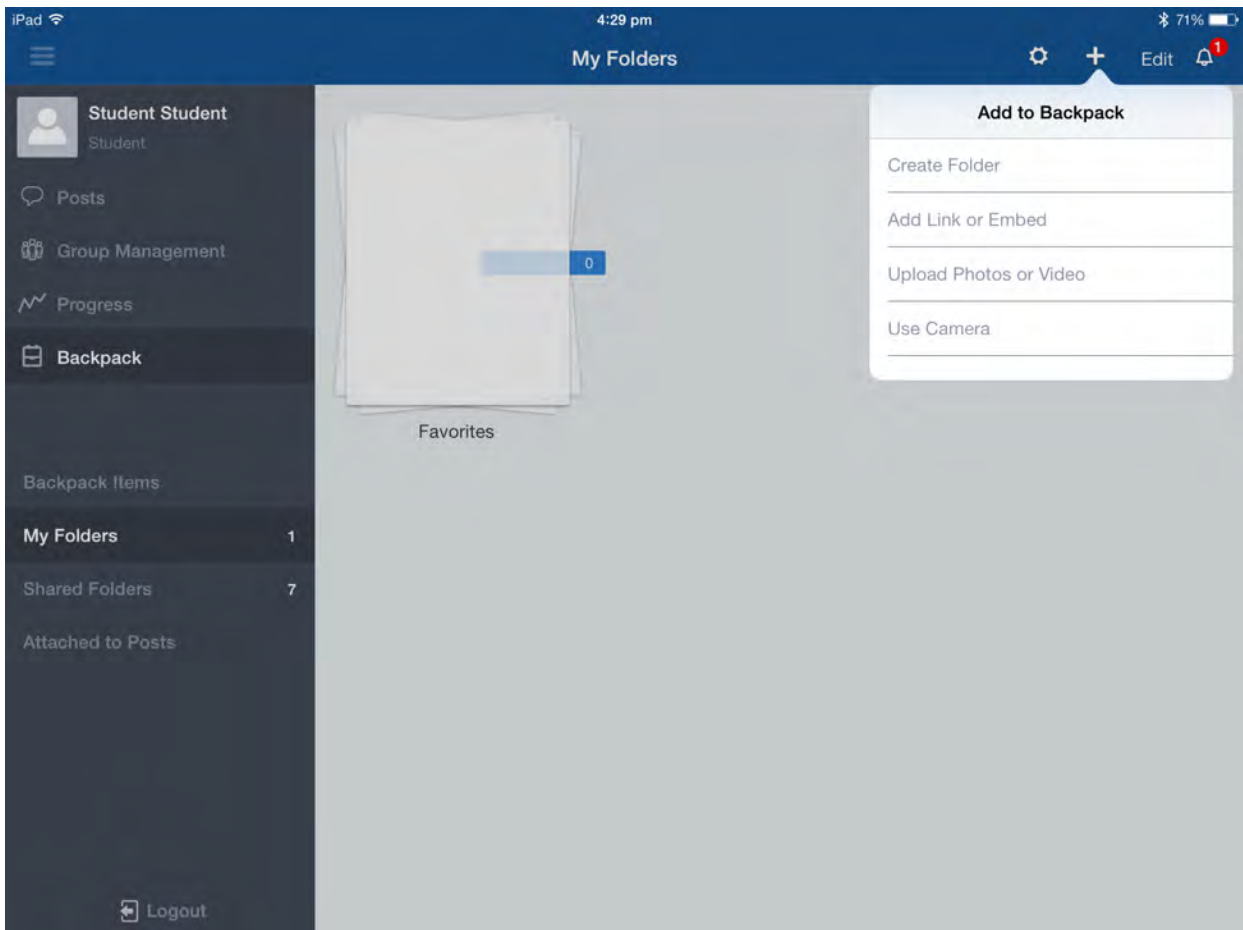 iPad 4:29 pm 71%
My Folders Edit 1
Student Student
Student
Posts
Group Management
Progress
Backpack
Backpack Items
My Folders 1
Shared Folders 7
Attached to Posts
Logout
0
Favorites
Add to Backpack
Create Folder
Add Link or Embed
Upload Photos or Video
Use Camera